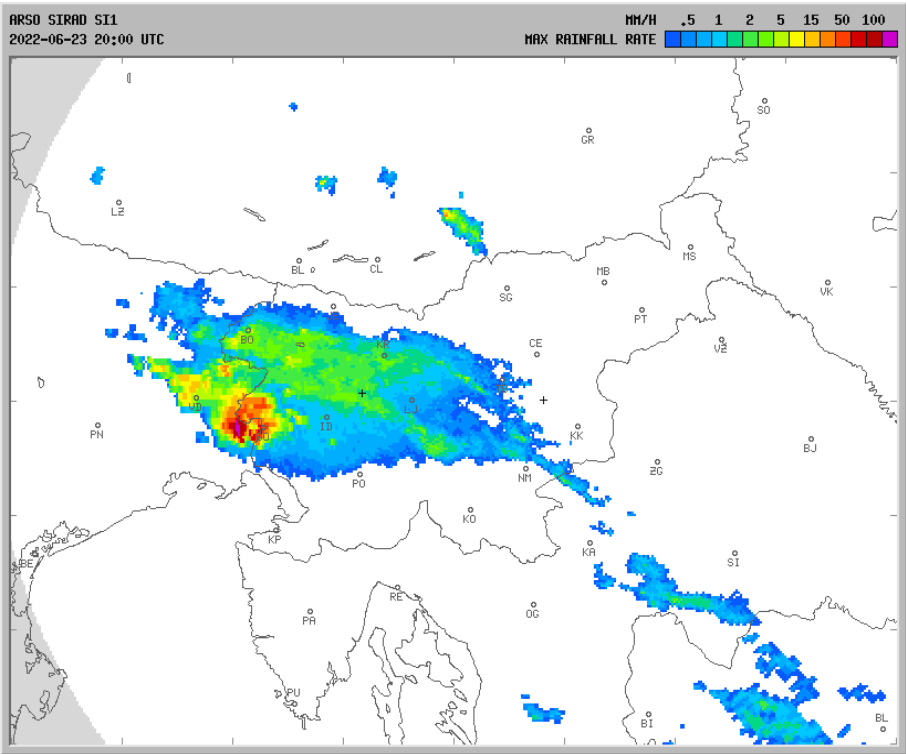 ARSO SIRAD SI1 MM/H .5 1 2 5 15 50 100
2022-06-23 20:00 UTC MAX RAINFALL RATE
SO
GR
LZ
MS
BL CL
MB
SG VK
PT
BO VZ
KR CE
UD LJ
PN ID KK
BJ
ZG
PO NM
KO
KP KA
BE SI
RE
PA OG
PU
BI BL